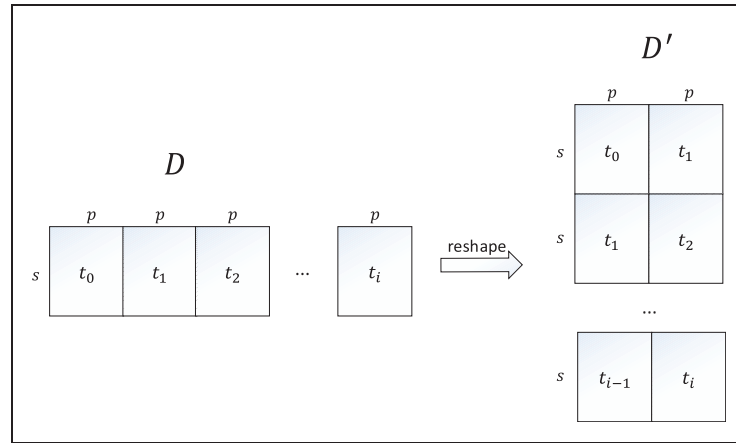 D
p p p p
s t₀ t₁ t₂ ... tᵢ
reshape
D′
p p
s t₀ t₁
s t₁ t₂
...
s tᵢ₋₁ tᵢ